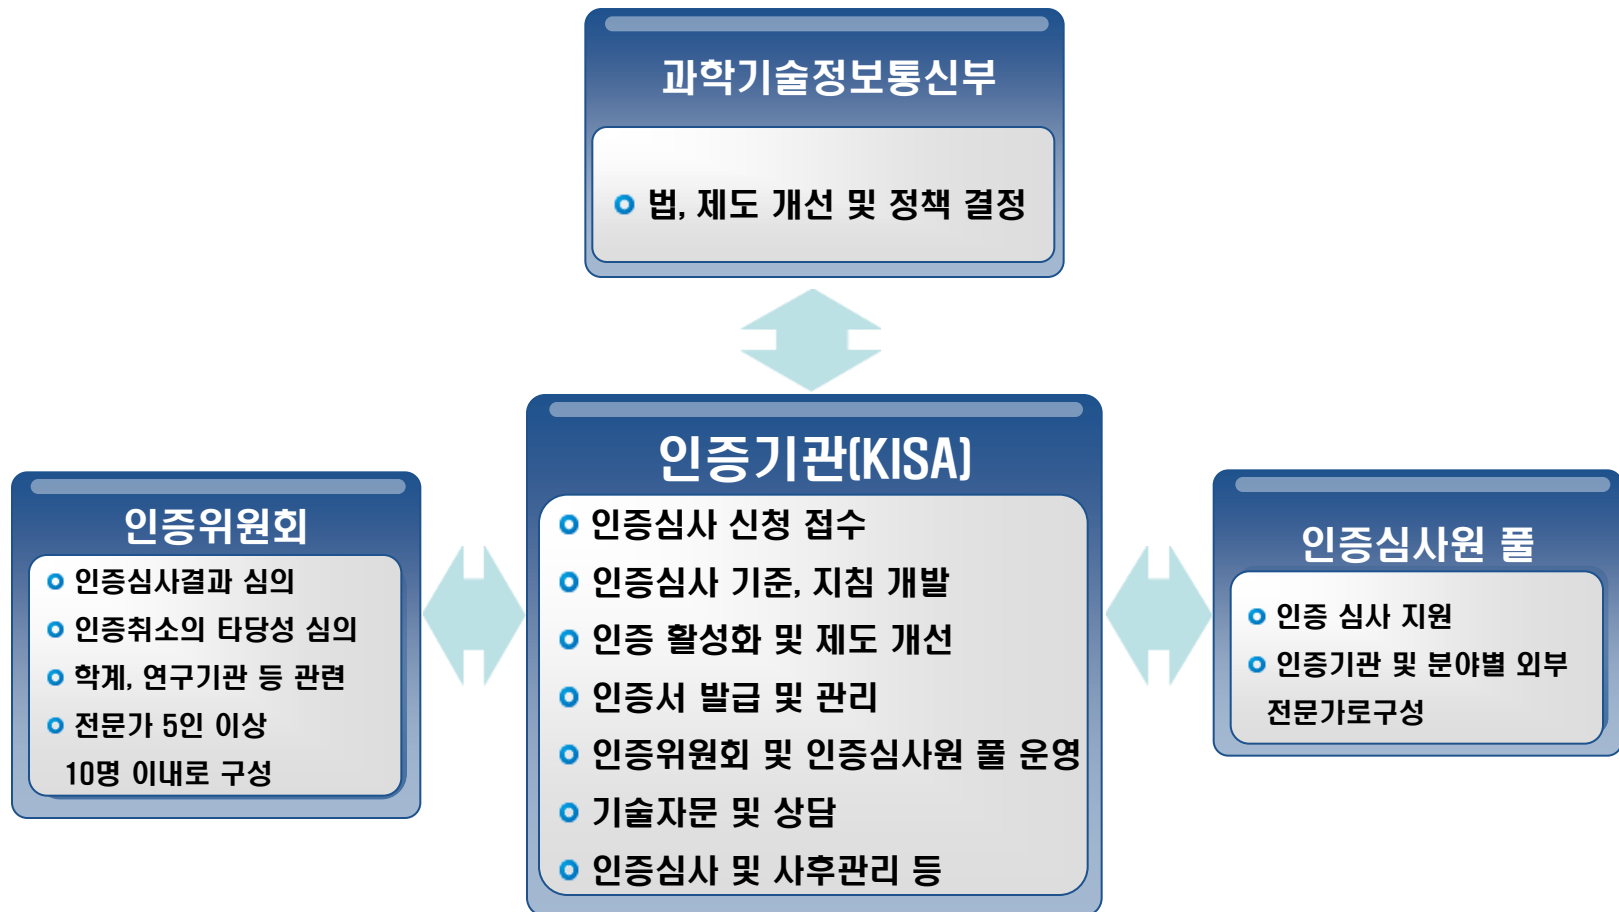 과학기술정보통신부
법, 제도 개선 및 정책 결정
인증기관(KISA)
인증심사 신청 접수
인증심사 기준, 지침 개발
인증 활성화 및 제도 개선
인증서 발급 및 관리
인증위원회 및 인증심사원 풀 운영
기술자문 및 상담
인증심사 및 사후관리 등
인증위원회
인증심사결과 심의
인증취소의 타당성 심의
학계, 연구기관 등 관련
전문가 5인 이상
10명 이내로 구성
인증심사원 풀
인증 심사 지원
인증기관 및 분야별 외부
전문가로구성